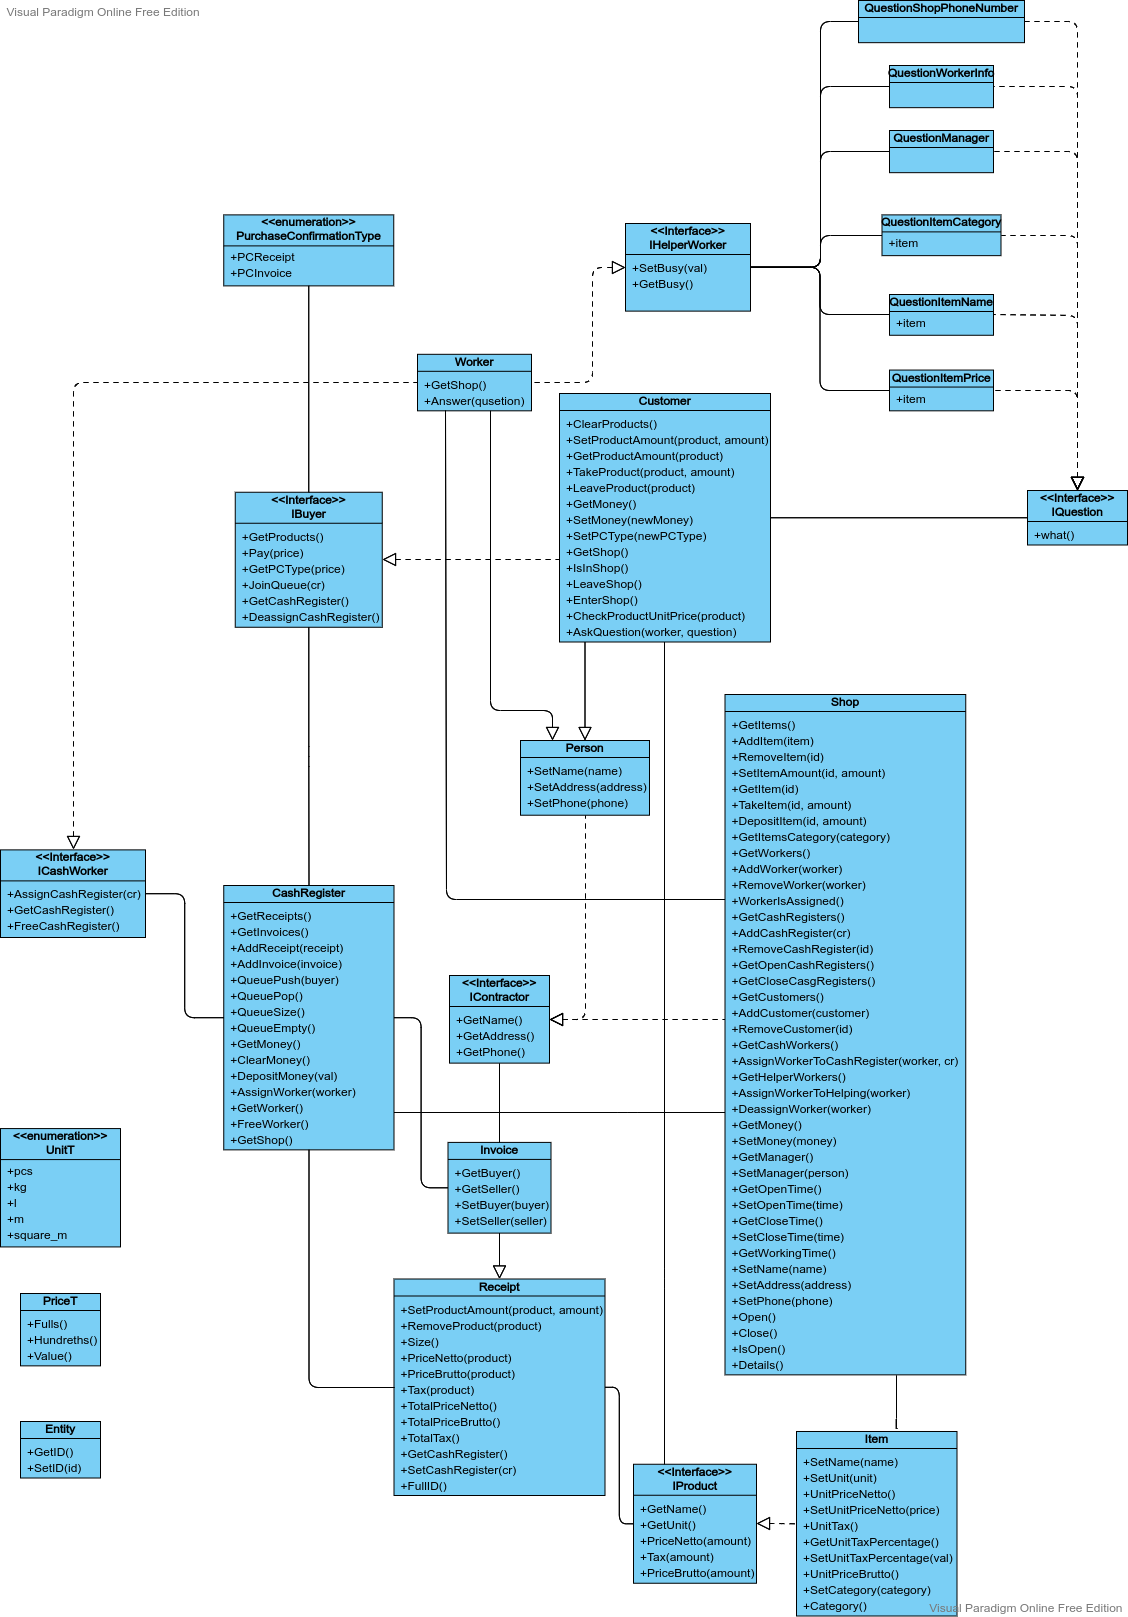 Visual Paradigm Online Free Edition
QuestionShopPhoneNumber
QuestionWorkerInfo
QuestionManager
QuestionItemCategory
+item
QuestionItemName
+item
QuestionItemPrice
+item
<<enumeration>>
PurchaseConfirmationType
+PCReceipt
+PCInvoice
<<Interface>>
IHelperWorker
+SetBusy(val)
+GetBusy()
Worker
+GetShop()
+Answer(qusetion)
Customer
+ClearProducts()
+SetProductAmount(product, amount)
+GetProductAmount(product)
+TakeProduct(product, amount)
+LeaveProduct(product)
+GetMoney()
+SetMoney(newMoney)
+SetPCType(newPCType)
+GetShop()
+IsInShop()
+LeaveShop()
+EnterShop()
+CheckProductUnitPrice(product)
+AskQuestion(worker, question)
<<Interface>>
IQuestion
+what()
<<Interface>>
IBuyer
+GetProducts()
+Pay(price)
+GetPCType(price)
+JoinQueue(cr)
+GetCashRegister()
+DeassignCashRegister()
Person
+SetName(name)
+SetAddress(address)
+SetPhone(phone)
Shop
+GetItems()
+AddItem(item)
+RemoveItem(id)
+SetItemAmount(id, amount)
+GetItem(id)
+TakeItem(id, amount)
+DepositItem(id, amount)
+GetItemsCategory(category)
+GetWorkers()
+AddWorker(worker)
+RemoveWorker(worker)
+WorkerIsAssigned()
+GetCashRegisters()
+AddCashRegister(cr)
+RemoveCashRegister(id)
+GetOpenCashRegisters()
+GetCloseCasgRegisters()
+GetCustomers()
+AddCustomer(customer)
+RemoveCustomer(id)
+GetCashWorkers()
+AssignWorkerToCashRegister(worker, cr)
+GetHelperWorkers()
+AssignWorkerToHelping(worker)
+DeassignWorker(worker)
+GetMoney()
+SetMoney(money)
+GetManager()
+SetManager(person)
+GetOpenTime()
+SetOpenTime(time)
+GetCloseTime()
+SetCloseTime(time)
+GetWorkingTime()
+SetName(name)
+SetAddress(address)
+SetPhone(phone)
+Open()
+Close()
+IsOpen()
+Details()
<<Interface>>
ICashWorker
+AssignCashRegister(cr)
+GetCashRegister()
+FreeCashRegister()
CashRegister
+GetReceipts()
+GetInvoices()
+AddReceipt(receipt)
+AddInvoice(invoice)
+QueuePush(buyer)
+QueuePop()
+QueueSize()
+QueueEmpty()
+GetMoney()
+ClearMoney()
+DepositMoney(val)
+AssignWorker(worker)
+GetWorker()
+FreeWorker()
+GetShop()
<<Interface>>
IContractor
+GetName()
+GetAddress()
+GetPhone()
<<enumeration>>
UnitT
+pcs
+kg
+l
+m
+square_m
Invoice
+GetBuyer()
+GetSeller()
+SetBuyer(buyer)
+SetSeller(seller)
PriceT
+Fulls()
+Hundreths()
+Value()
Receipt
+SetProductAmount(product, amount)
+RemoveProduct(product)
+Size()
+PriceNetto(product)
+PriceBrutto(product)
+Tax(product)
+TotalPriceNetto()
+TotalPriceBrutto()
+TotalTax()
+GetCashRegister()
+SetCashRegister(cr)
+FullID()
Entity
+GetID()
+SetID(id)
<<Interface>>
IProduct
+GetName()
+GetUnit()
+PriceNetto(amount)
+Tax(amount)
+PriceBrutto(amount)
Item
+SetName(name)
+SetUnit(unit)
+UnitPriceNetto()
+SetUnitPriceNetto(price)
+UnitTax()
+GetUnitTaxPercentage()
+SetUnitTaxPercentage(val)
+UnitPriceBrutto()
+SetCategory(category)
+Category()
Visual Paradigm Online Free Edition